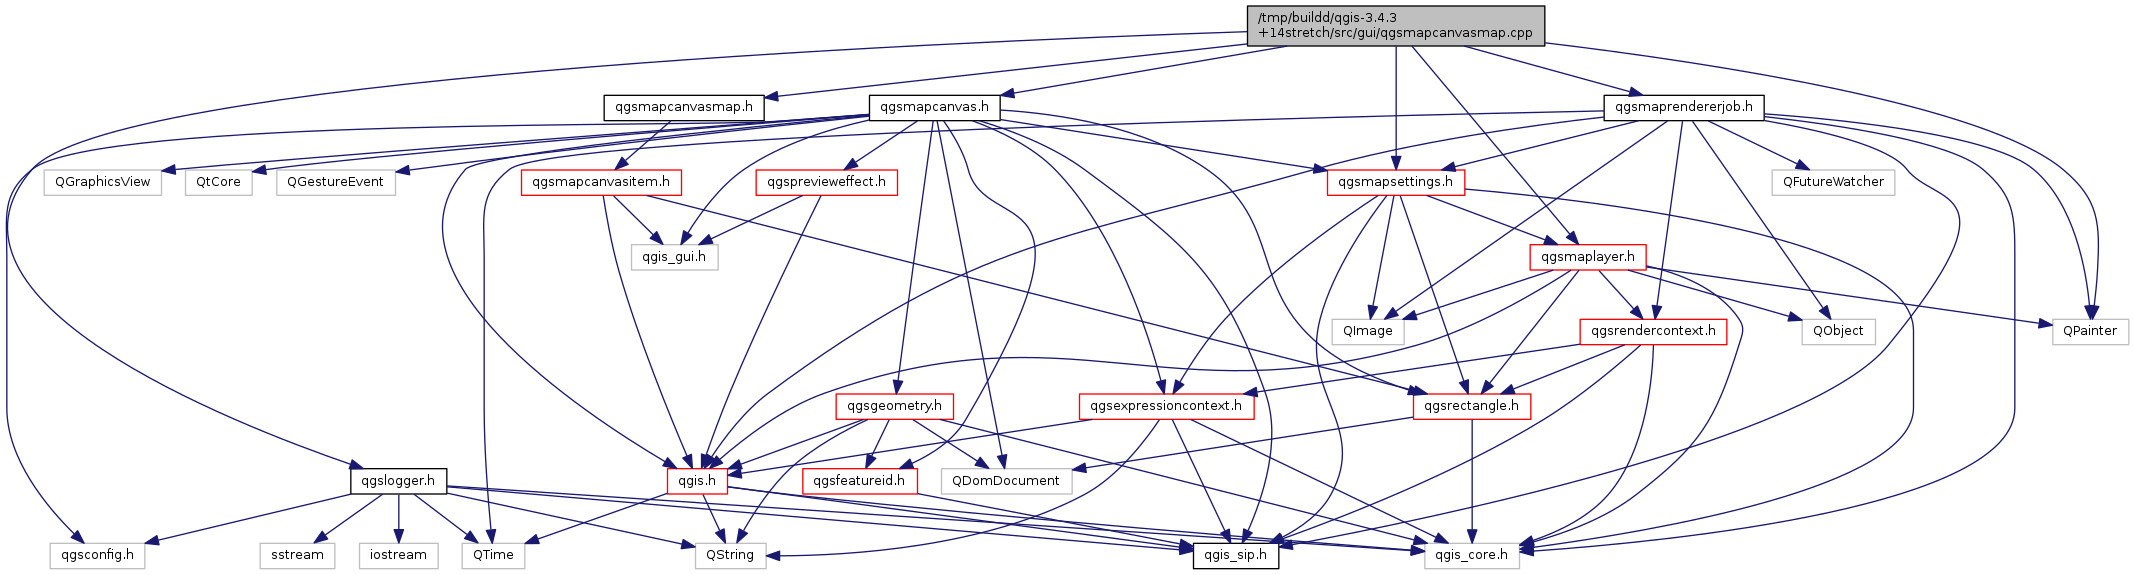 /tmp/buildd/qgis-3.4.3
+14stretch/src/gui/qgsmapcanvasmap.cpp
qgsmapcanvasmap.h
qgsmapcanvas.h
qgsmaprendererjob.h
QGraphicsView
QtCore
QGestureEvent
qgsmapcanvasitem.h
qgspreviewéffect.h
qgsmapsettings.h
QFutureWatcher
qgis_gui.h
qgsmaplayer.h
QImage
qgsrendercontext.h
QObject
QPainter
qgsgeometry.h
qgsexpressioncontext.h
qgsrectangle.h
qgslogger.h
qgis.h
qgsfeatureid.h
QDomDocument
qgsconfig.h
sstream
iostream
QTime
QString
qgis_sip.h
qgis_core.h